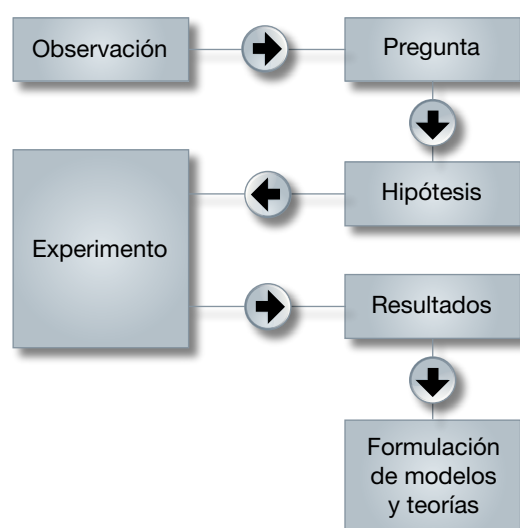 Observación
Pregunta
Hipótesis
Experimento
Resultados
Formulación
de modelos
y teorías